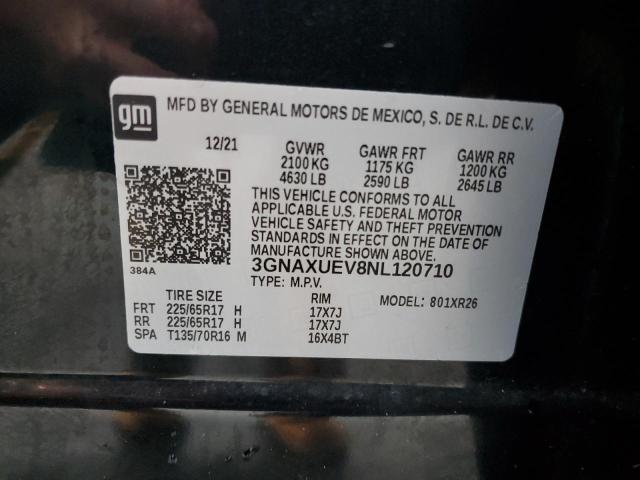 gm
MFD BY GENERAL MOTORS DE MEXICO, S. DE R.L. DE C.V.
12/21 GVWR GAWR FRT GAWR RR
2100 KG 1175 KG 1200 KG
4630 LB 2590 LB 2645 LB
THIS VEHICLE CONFORMS TO ALL
APPLICABLE U.S. FEDERAL MOTOR
VEHICLE SAFETY AND THEFT PREVENTION
STANDARDS IN EFFECT ON THE DATE OF
MANUFACTURE SHOWN ABOVE.
384A
3GNAXUEV8NL120710
TYPE: M.P.V.
TIRE SIZE RIM MODEL: 801XR26
FRT 225/65R17 H 17X7J
RR 225/65R17 H 17X7J
SPA T135/70R16 M 16X4BT